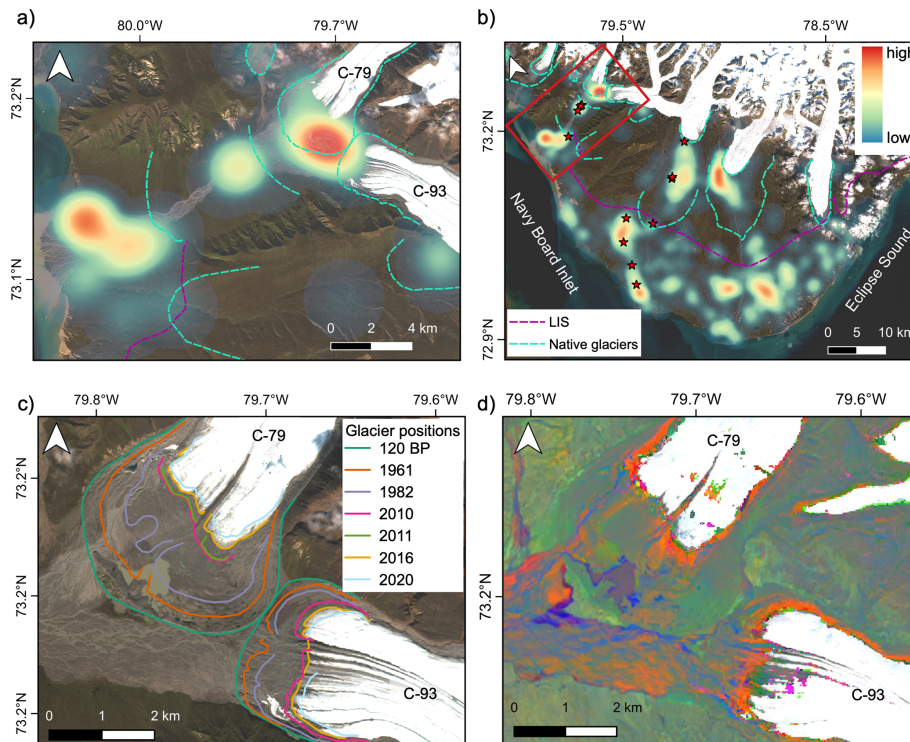 a)
80.0°W
79.7°W
C-79
C-93
73.2°N
73.1°N
0 2 4 km
b)
79.5°W
78.5°W
high
low
73.2°N
72.9°N
Navy Board Inlet
Eclipse Sound
LIS
Native glaciers
0 5 10 km
c)
79.8°W
79.7°W
79.6°W
C-79
Glacier positions
120 BP
1961
1982
2010
2011
2016
2020
C-93
73.2°N
73.2°N
73.2°N
0 1 2 km
d)
79.8°W
79.7°W
79.6°W
C-79
73.2°N
C-93
0 1 2 km